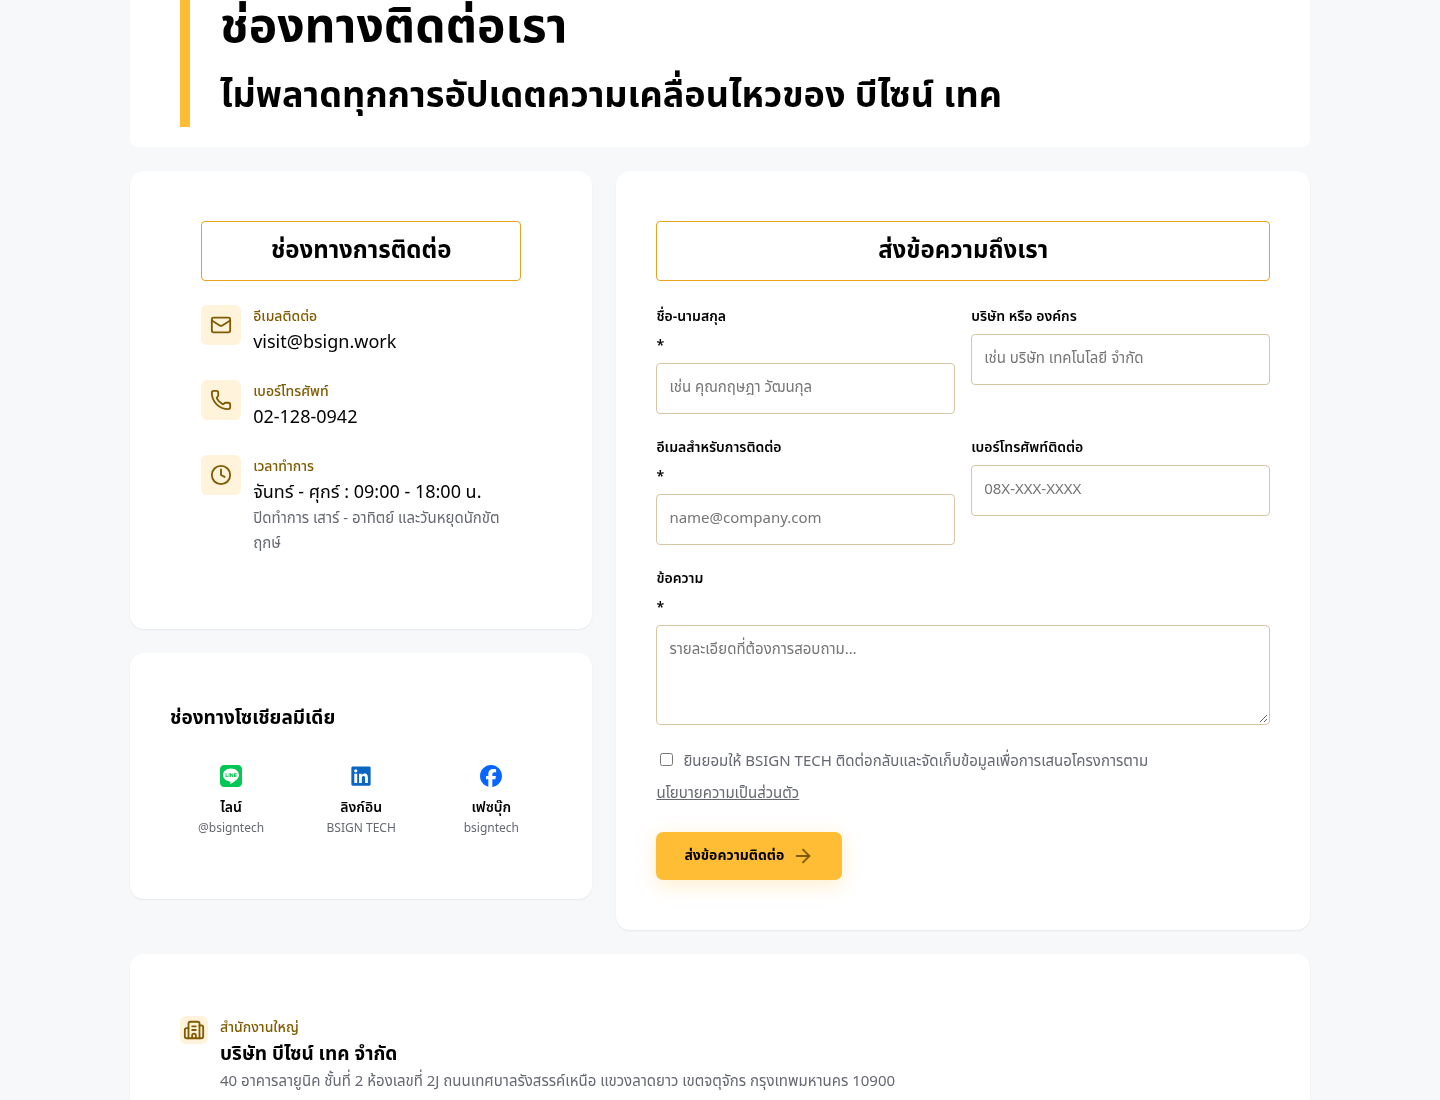 ช่องทางติดต่อเรา
ไม่พลาดทุกการอัปเดตความเคลื่อนไหวของ บีไซน์ เทค
ช่องทางการติดต่อ
อีเมลติดต่อ
visit@bsign.work
เบอร์โทรศัพท์
02-128-0942
เวลาทำการ
จันทร์ - ศุกร์ : 09:00 - 18:00 น.
ปิดทำการ เสาร์ - อาทิตย์ และวันหยุดนักขัต
ฤกษ์
ช่องทางโซเชียลมีเดีย
LINE
ไลน์
@bsigntech
ลิงก์อิน
BSIGN TECH
เฟซบุ๊ก
bsigntech
ส่งข้อความถึงเรา
ชื่อ-นามสกุล
*
เช่น คุณกฤษฎา วัฒนกุล
บริษัท หรือ องค์กร
เช่น บริษัท เทคโนโลยี จำกัด
อีเมลสำหรับการติดต่อ
*
name@company.com
เบอร์โทรศัพท์ติดต่อ
08X-XXX-XXXX
ข้อความ
*
รายละเอียดที่ต้องการสอบถาม...
ยินยอมให้ BSIGN TECH ติดต่อกลับและจัดเก็บข้อมูลเพื่อการเสนอโครงการตาม
นโยบายความเป็นส่วนตัว
ส่งข้อความติดต่อ
สำนักงานใหญ่
บริษัท บีไซน์ เทค จำกัด
40 อาคารลายูนิค ชั้นที่ 2 ห้องเลขที่ 2J ถนนเทศบาลรังสรรค์เหนือ แขวงลาดยาว เขตจตุจักร กรุงเทพมหานคร 10900